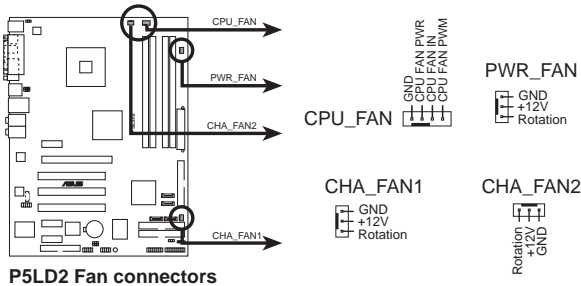 CPU_FAN
PWR_FAN
CHA_FAN2
CHA_FAN1
P5LD2
ASUS
CPU_FAN
GND
CPU FAN PWR
CPU FAN IN
CPU FAN PWM
PWR_FAN
GND
+12V
Rotation
CHA_FAN1
GND
+12V
Rotation
CHA_FAN2
Rotation
+12V
GND
P5LD2 Fan connectors